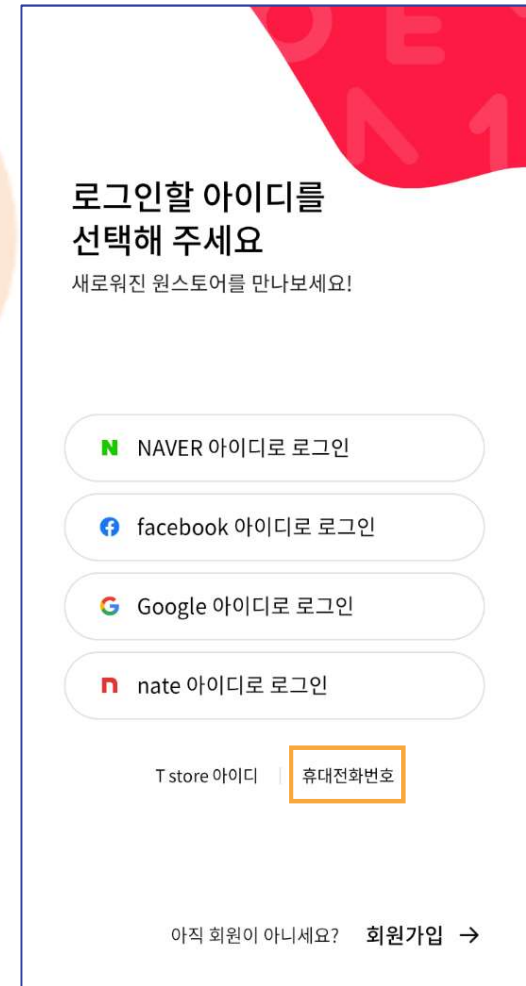 O E
N 1
로그인할 아이디를
선택해 주세요
새로워진 원스토어를 만나보세요!
N NAVER 아이디로 로그인
facebook 아이디로 로그인
G Google 아이디로 로그인
n nate 아이디로 로그인
T store 아이디 | 휴대전화번호
아직 회원이 아니세요? 회원가입 →